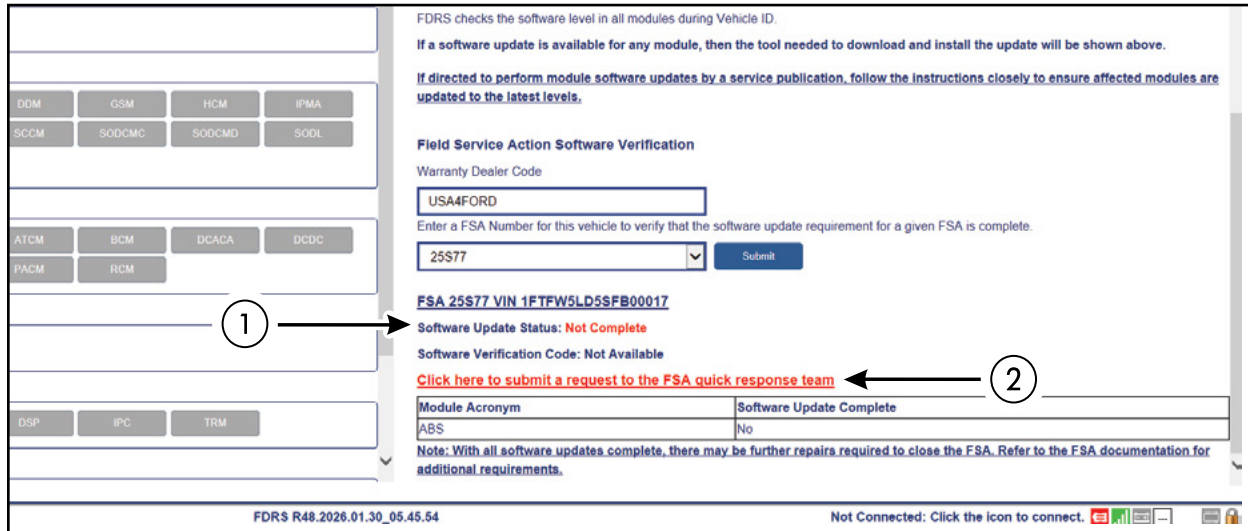 FDRS checks the software level in all modules during Vehicle ID.
If a software update is available for any module, then the tool needed to download and install the update will be shown above.
If directed to perform module software updates by a service publication, follow the instructions closely to ensure affected modules are
updated to the latest levels.
DDM GSM HCM IPMA
SCCM SODCMC SODCMD SODL
Field Service Action Software Verification
Warranty Dealer Code
USA4FORD
Enter a FSA Number for this vehicle to verify that the software update requirement for a given FSA is complete.
ATCM BCM DCACA DCDC
25S77 Submit
PACM RCM
FSA 25S77 VIN 1FTFW5LD5SFB00017
1
Software Update Status: Not Complete
Software Verification Code: Not Available
Click here to submit a request to the FSA quick response team
2
Module Acronym Software Update Complete
ABS No
DSP IPC TRM
Note: With all software updates complete, there may be further repairs required to close the FSA. Refer to the FSA documentation for
additional requirements.
FDRS R48.2026.01.30_05.45.54
Not Connected: Click the icon to connect.